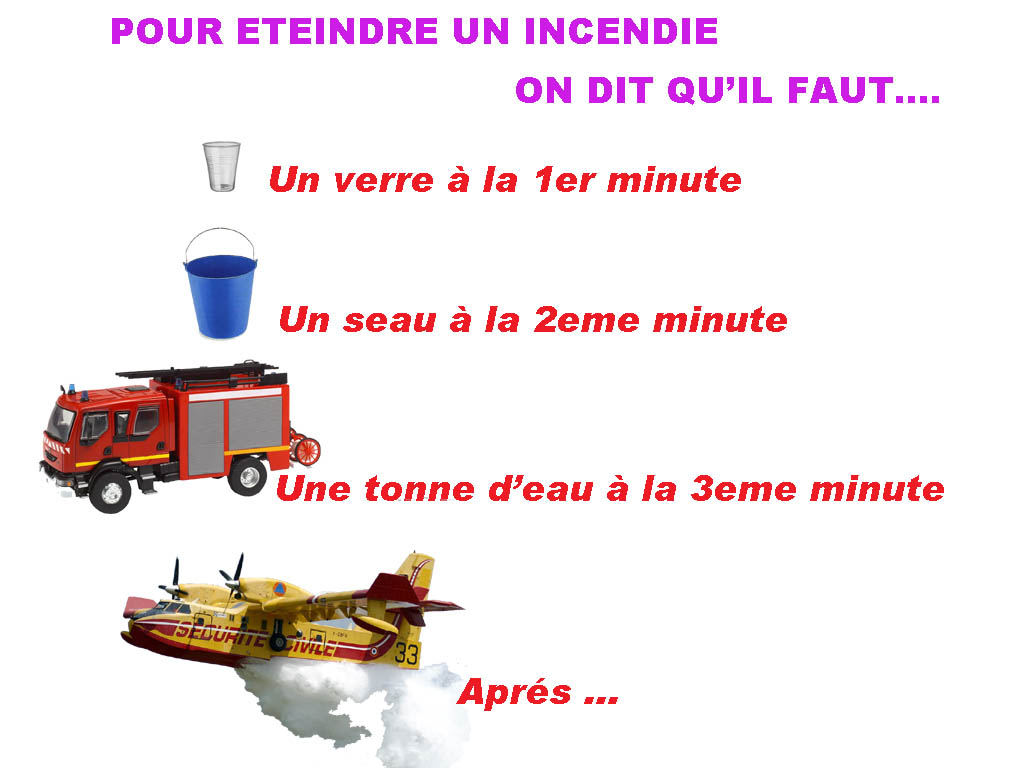 POUR ETEINDRE UN INCENDIE
ON DIT QU’IL FAUT....
Un verre à la 1er minute
Un seau à la 2eme minute
Une tonne d’eau à la 3eme minute
SECURITE CIVILE
33
Aprés ...